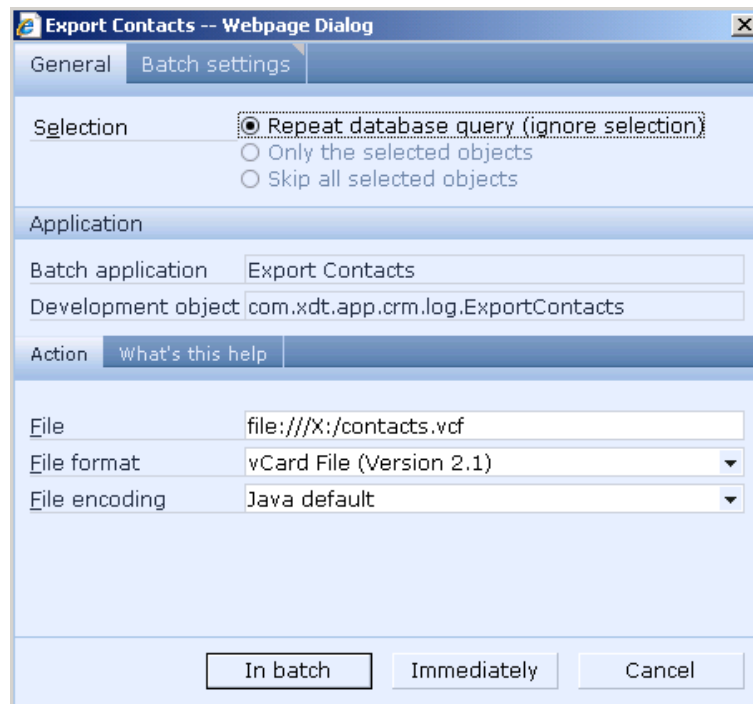 Export Contacts -- Webpage Dialog
General Batch settings
Selection Repeat database query (ignore selection)
Only the selected objects
Skip all selected objects
Application
Batch application Export Contacts
Development object com.xdt.app.crm.log.ExportContacts
Action What's this help
File file:///X:/contacts.vcf
File format vCard File (Version 2.1)
File encoding Java default
In batch Immediately Cancel